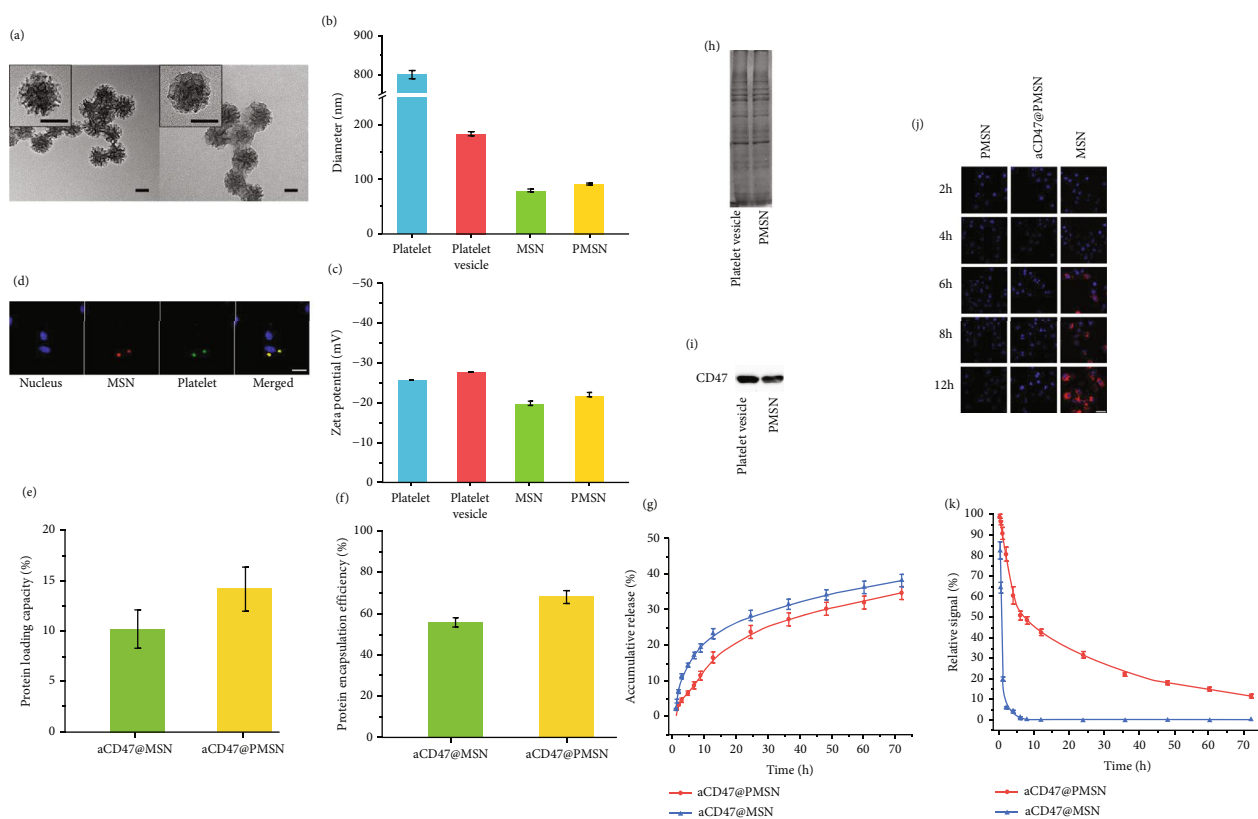 (a)
(b)
900
800
200
100
0
Diameter (nm)
Platelet
Platelet
vesicle
MSN
PMSN
(c)
−50
−40
−30
−20
−10
0
Zeta potential (mV)
Platelet
Platelet
vesicle
MSN
PMSN
(d)
Nucleus
MSN
Platelet
Merged
(e)
20
15
10
5
0
Protein loading capacity (%)
aCD47@MSN
aCD47@PMSN
(f)
100
80
60
40
20
0
Protein encapsulation efficiency (%)
aCD47@MSN
aCD47@PMSN
(g)
50
40
30
20
10
0
Accumulative release (%)
0 10 20 30 40 50 60 70
Time (h)
aCD47@PMSN
aCD47@MSN
(h)
Platelet vesicle
PMSN
(i)
CD47
Platelet vesicle
PMSN
(j)
PMSN
aCD47@PMSN
MSN
2h
4h
6h
8h
12h
(k)
100
90
80
70
60
50
40
30
20
10
0
Relative signal (%)
0 10 20 30 40 50 60 70
Time (h)
aCD47@PMSN
aCD47@MSN